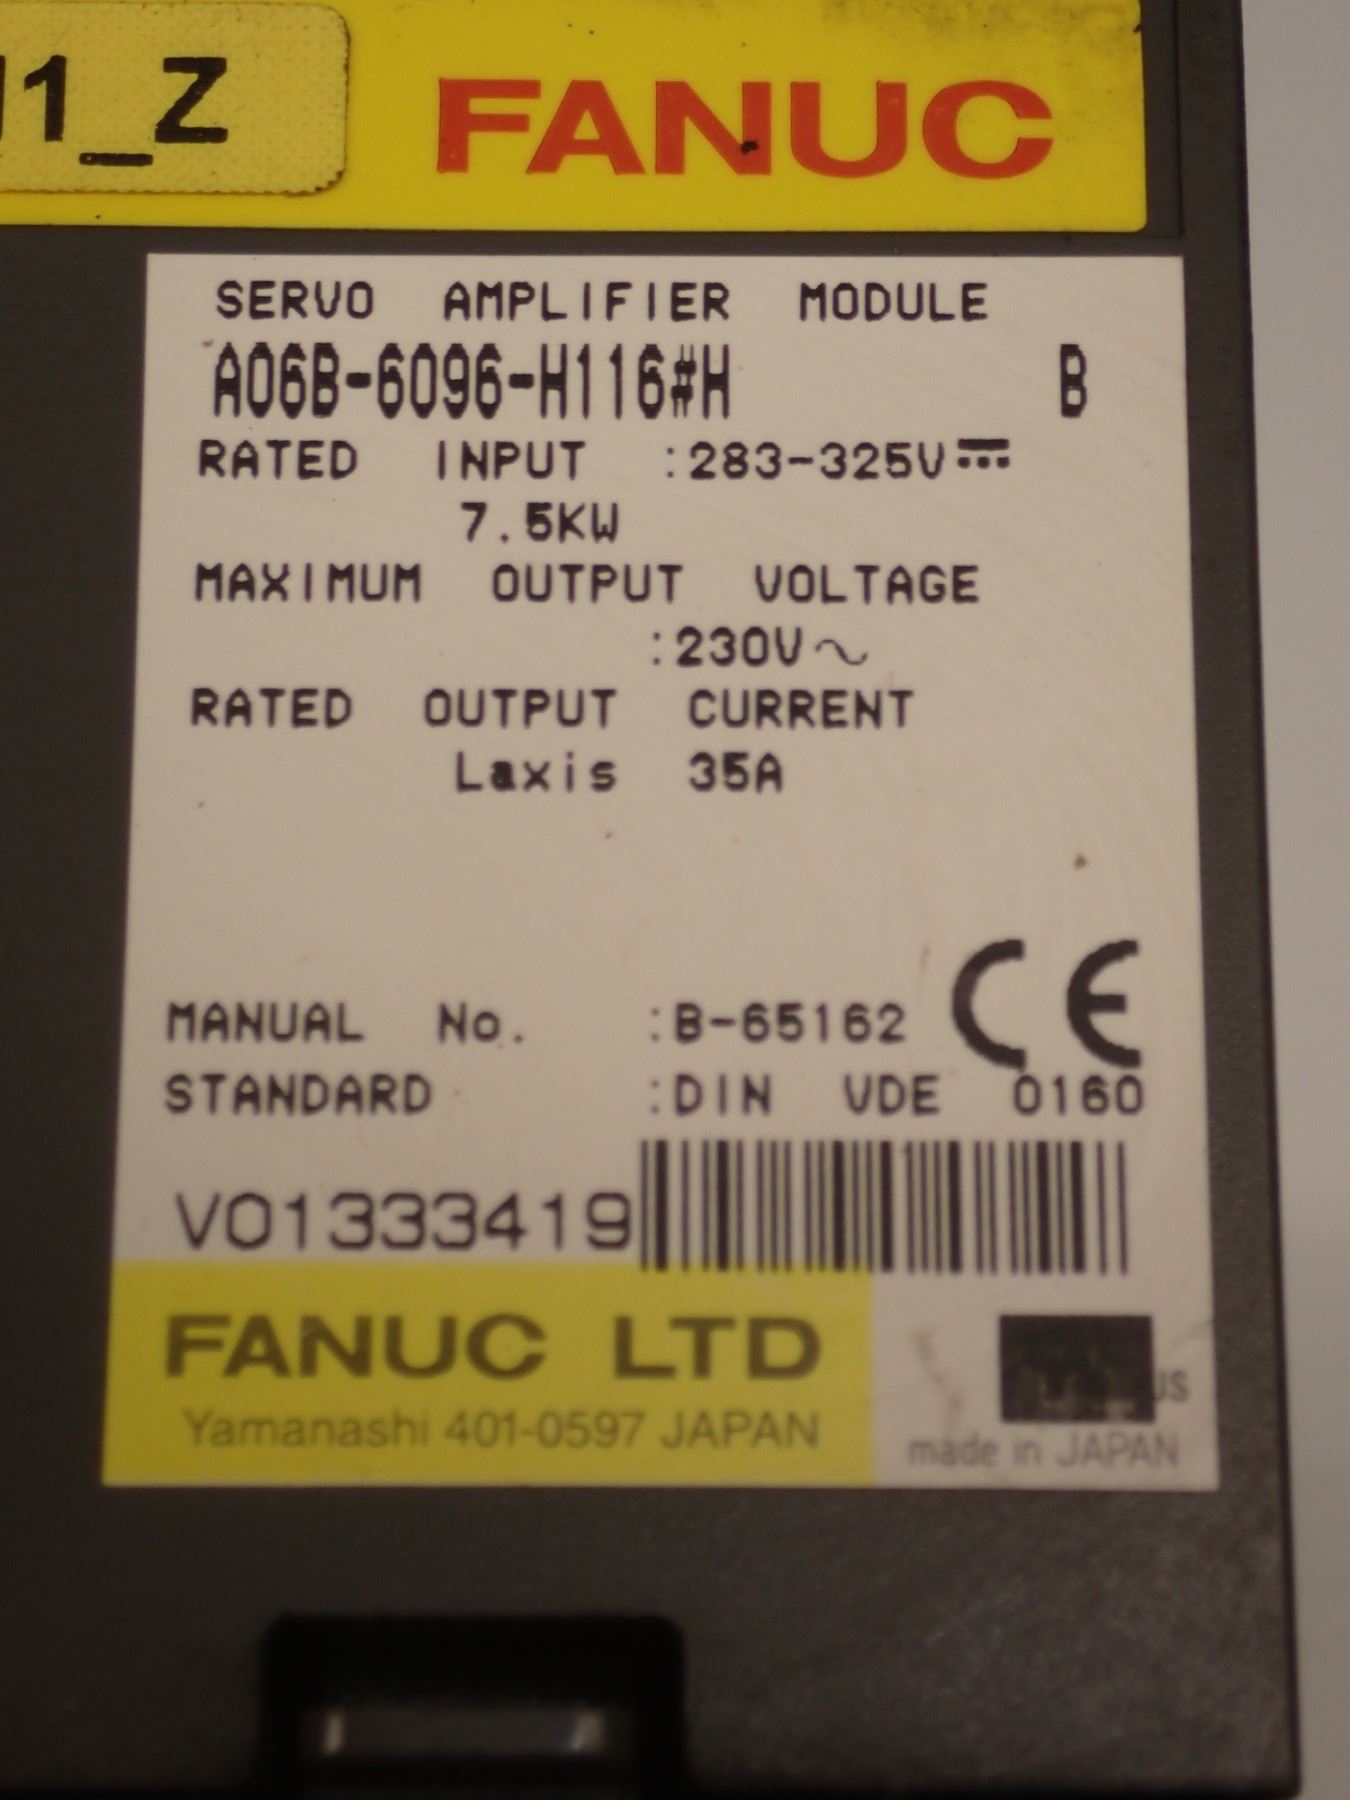 1_Z
FANUC
SERVO AMPLIFIER MODULE
A06B-6096-H116#H B
RATED INPUT :283-325V⎓
7.5KW
MAXIMUM OUTPUT VOLTAGE
:230V～
RATED OUTPUT CURRENT
Laxis 35A
MANUAL No. :B-65162 CE
STANDARD :DIN VDE 0160
V01333419
FANUC LTD
Yamanashi 401-0597 JAPAN
US
made in JAPAN